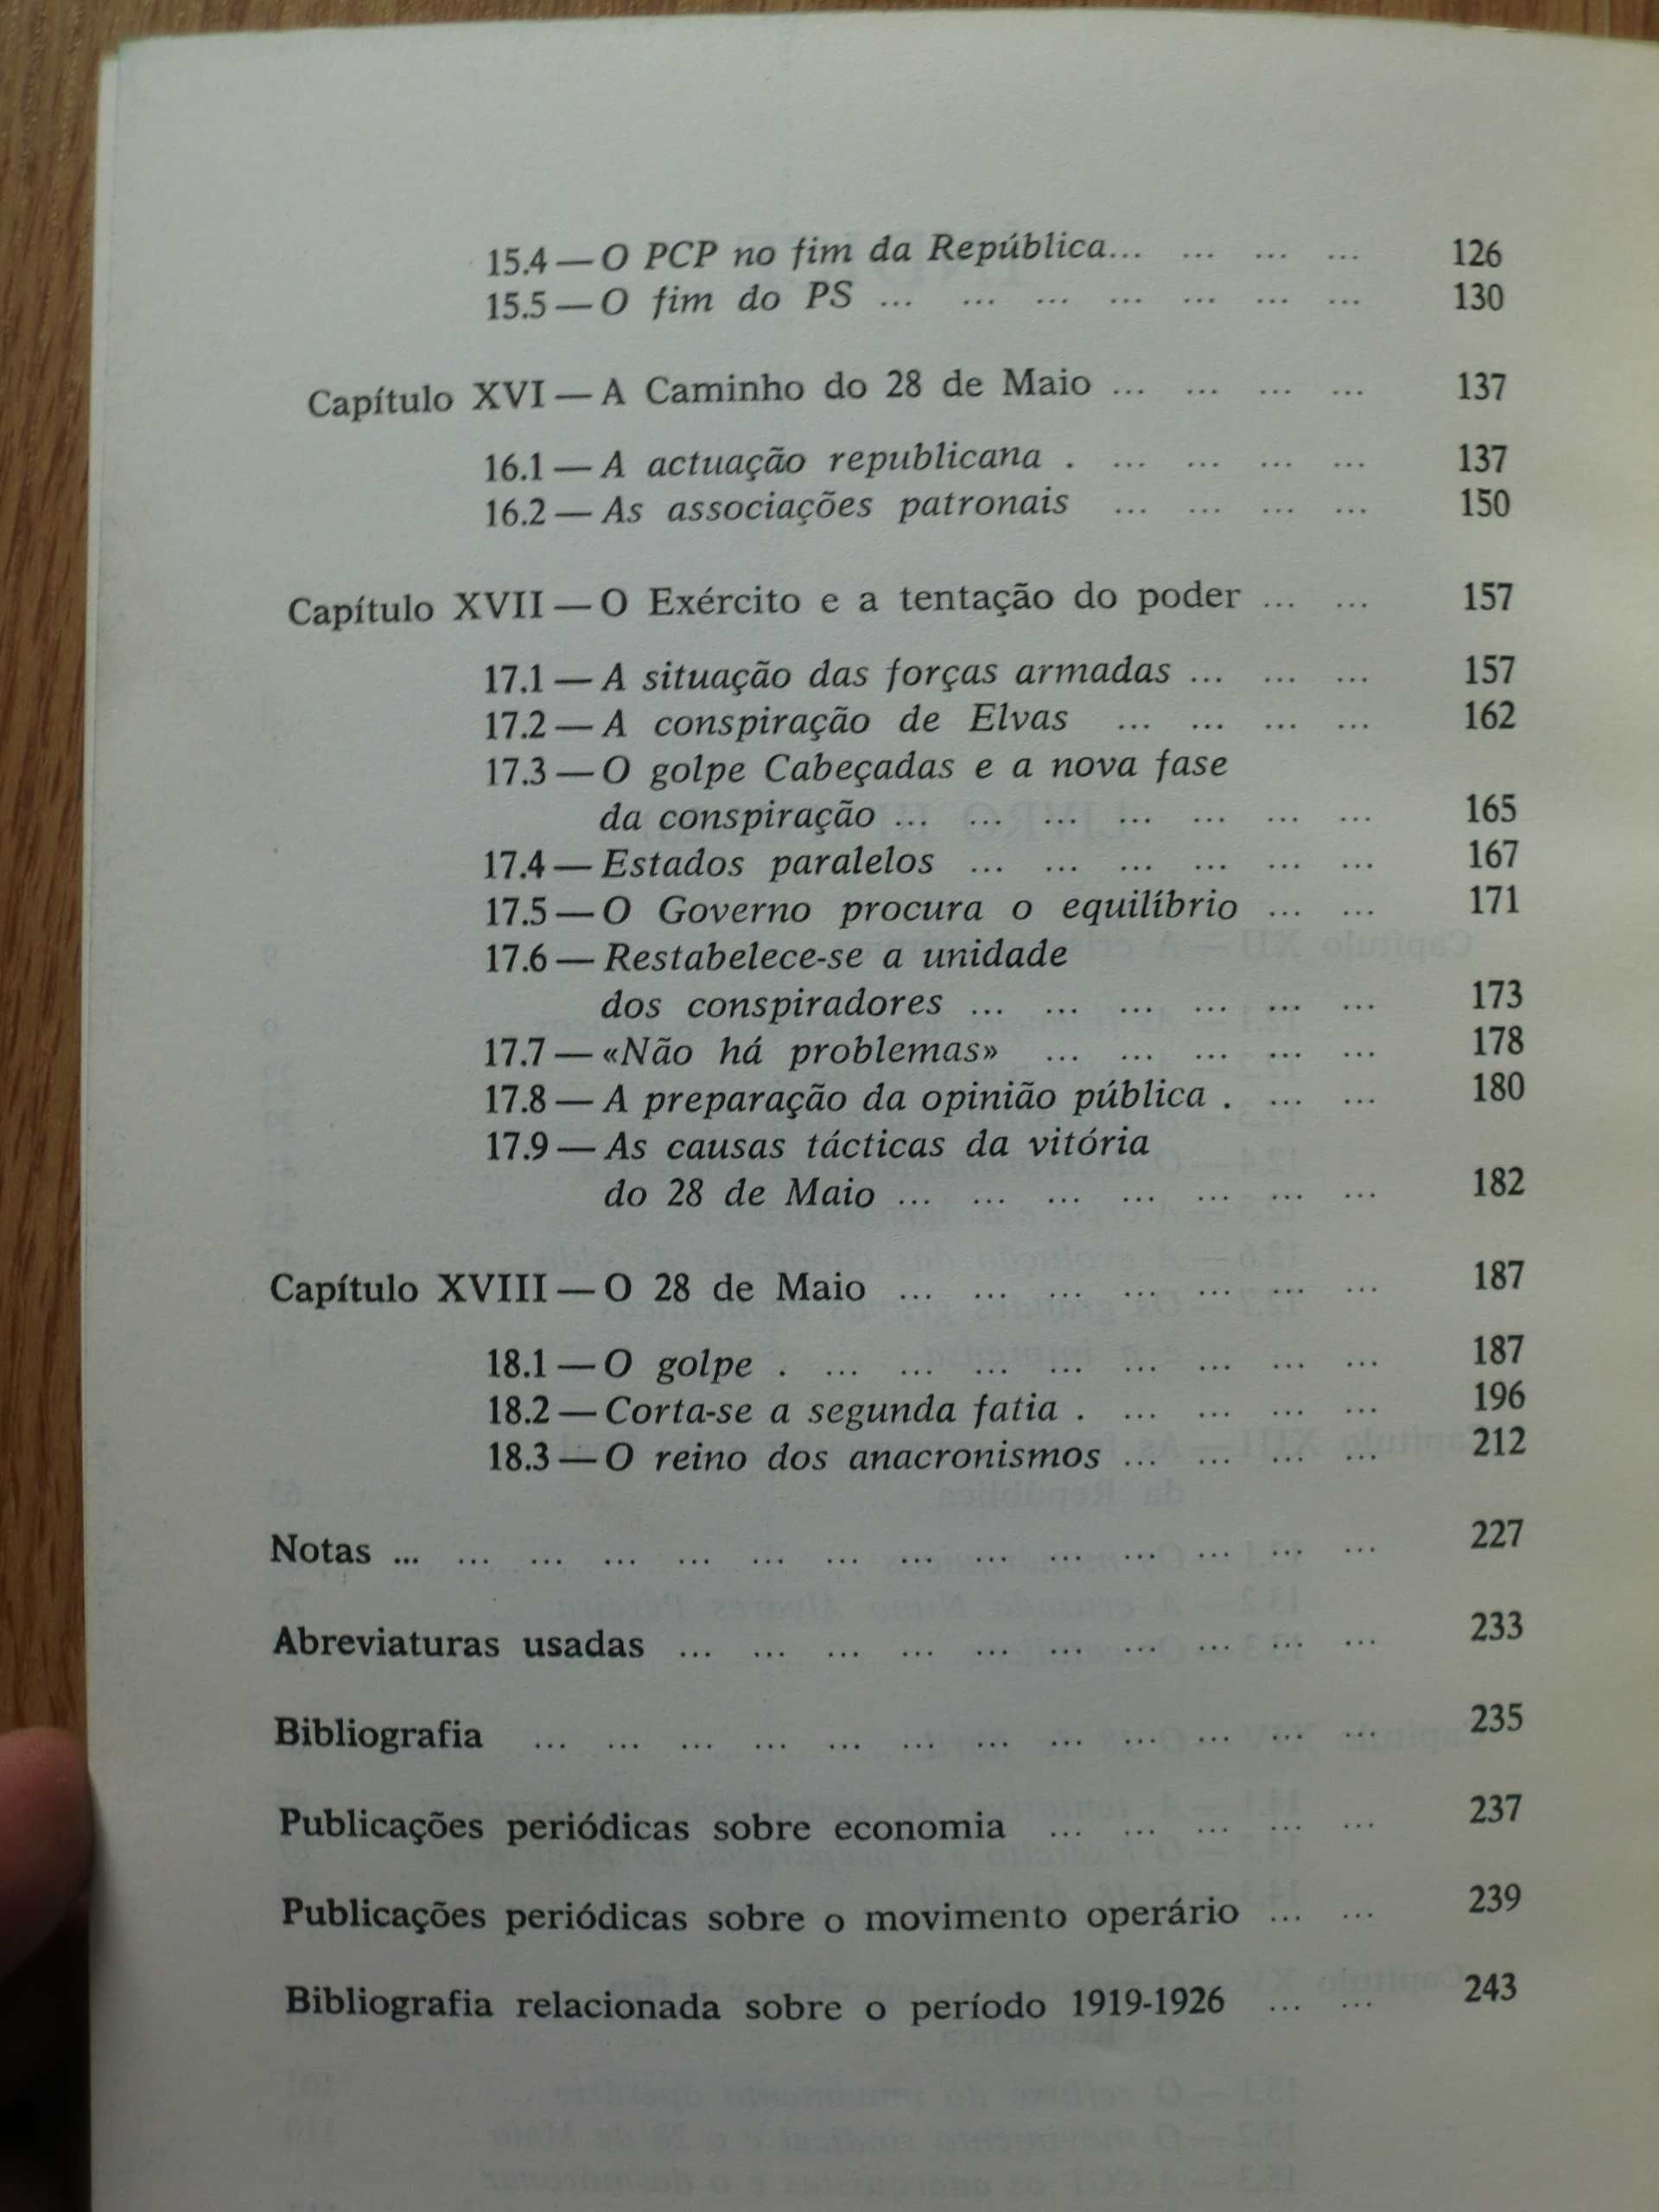 15.4 — O PCP no fim da República... ... ... ... 126
15.5 — O fim do PS ... ... ... ... ... ... ... 130
Capítulo XVI — A Caminho do 28 de Maio ... ... ... ... 137
16.1 — A actuação republicana . ... ... ... ... 137
16.2 — As associações patronais ... ... ... ... 150
Capítulo XVII — O Exército e a tentação do poder ... ... 157
17.1 — A situação das forças armadas ... ... ... 157
17.2 — A conspiração de Elvas ... ... ... ... 162
17.3 — O golpe Cabeçadas e a nova fase
da conspiração ... ... ... ... ... ... ... 165
17.4 — Estados paralelos ... ... ... ... ... ... 167
17.5 — O Governo procura o equilíbrio ... ... 171
17.6 — Restabelece-se a unidade
dos conspiradores ... ... ... ... ... ... 173
17.7 — «Não há problemas» ... ... ... ... ... 178
17.8 — A preparação da opinião pública . ... ... 180
17.9 — As causas tácticas da vitória
do 28 de Maio ... ... ... ... ... ... ... 182
Capítulo XVIII — O 28 de Maio ... ... ... ... ... ... ... 187
18.1 — O golpe . ... ... ... ... ... ... ... ... 187
18.2 — Corta-se a segunda fatia . ... ... ... ... 196
18.3 — O reino dos anacronismos ... ... ... ... 212
Notas ... ... ... ... ... ... ... ... ... ... ... ... ... ... 227
Abreviaturas usadas ... ... ... ... ... ... ... ... ... ... 233
Bibliografia ... ... ... ... ... ... ... ... ... ... ... ... 235
Publicações periódicas sobre economia ... ... ... ... ... 237
Publicações periódicas sobre o movimento operário ... ... 239
Bibliografia relacionada sobre o período 1919-1926 ... ... 243